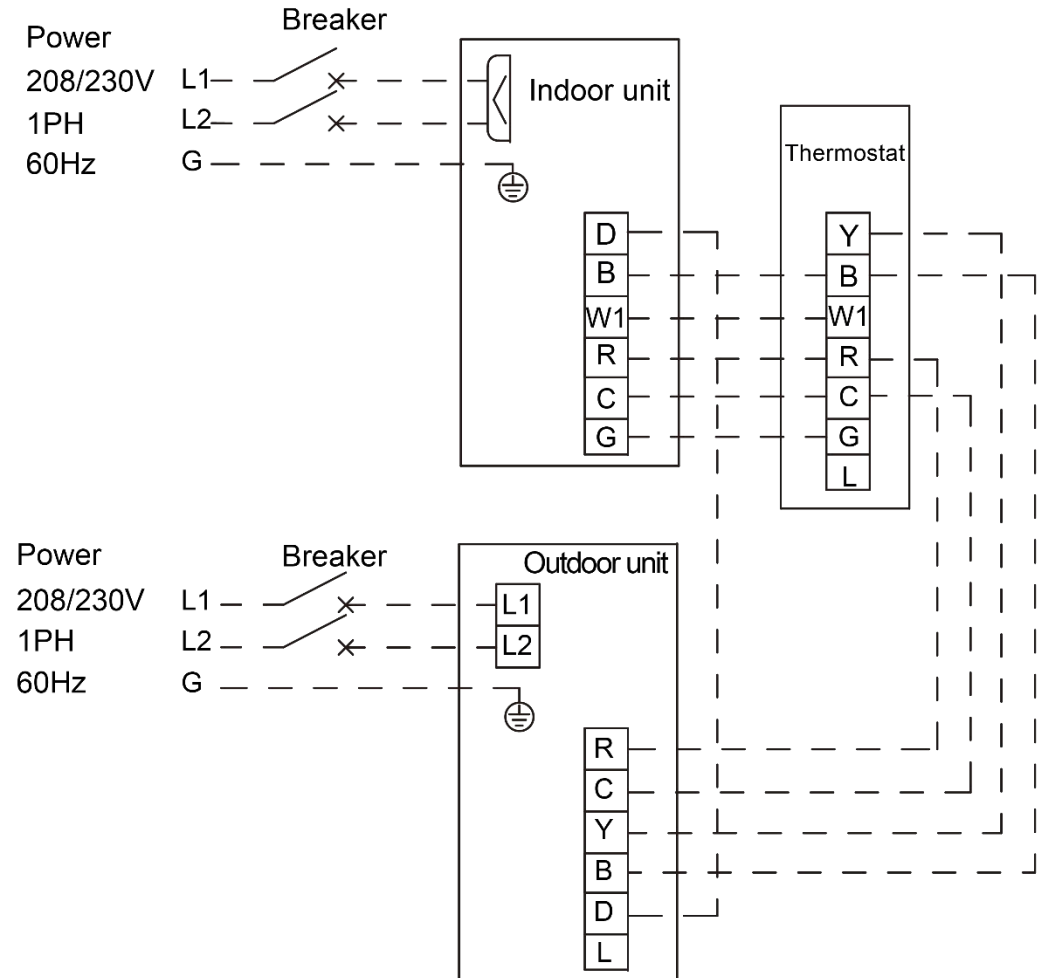 Breaker
Power
208/230V L1
1PH L2
60Hz G
Indoor unit
D
B
W1
R
C
G
Thermostat
Y
B
W1
R
C
G
L
Power
Breaker
208/230V L1
1PH L2
60Hz G
Outdoor unit
L1
L2
R
C
Y
B
D
L